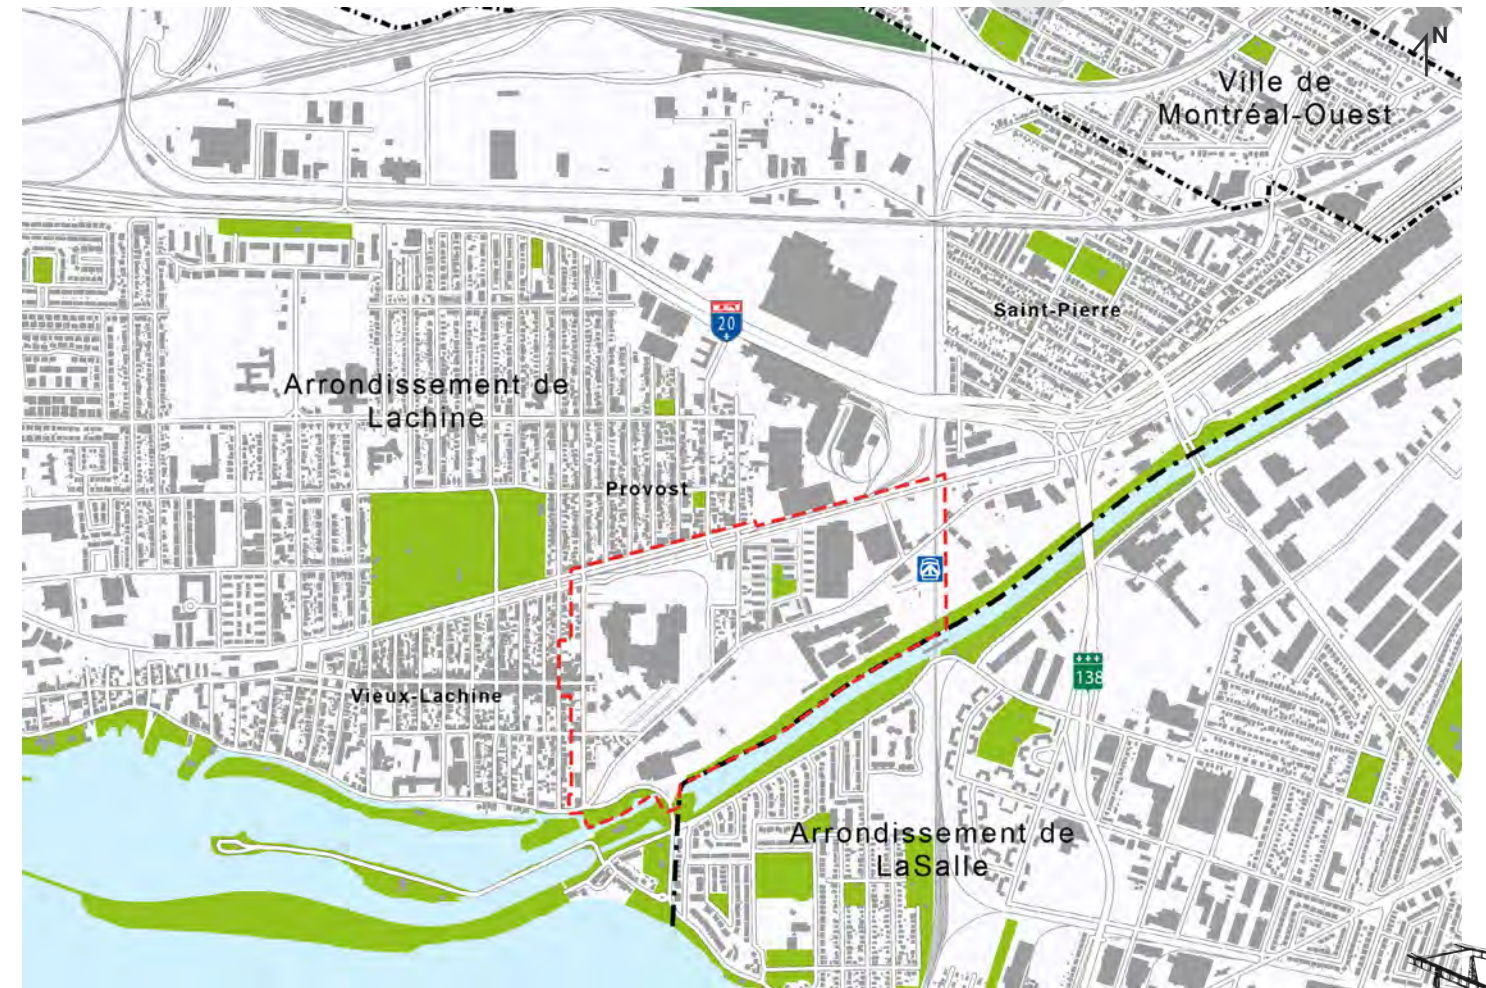 N
Ville de
Montréal-Ouest
Saint-Pierre
20
Arrondissement de
Lachine
Provost
Vieux-Lachine
138
Arrondissement de
LaSalle